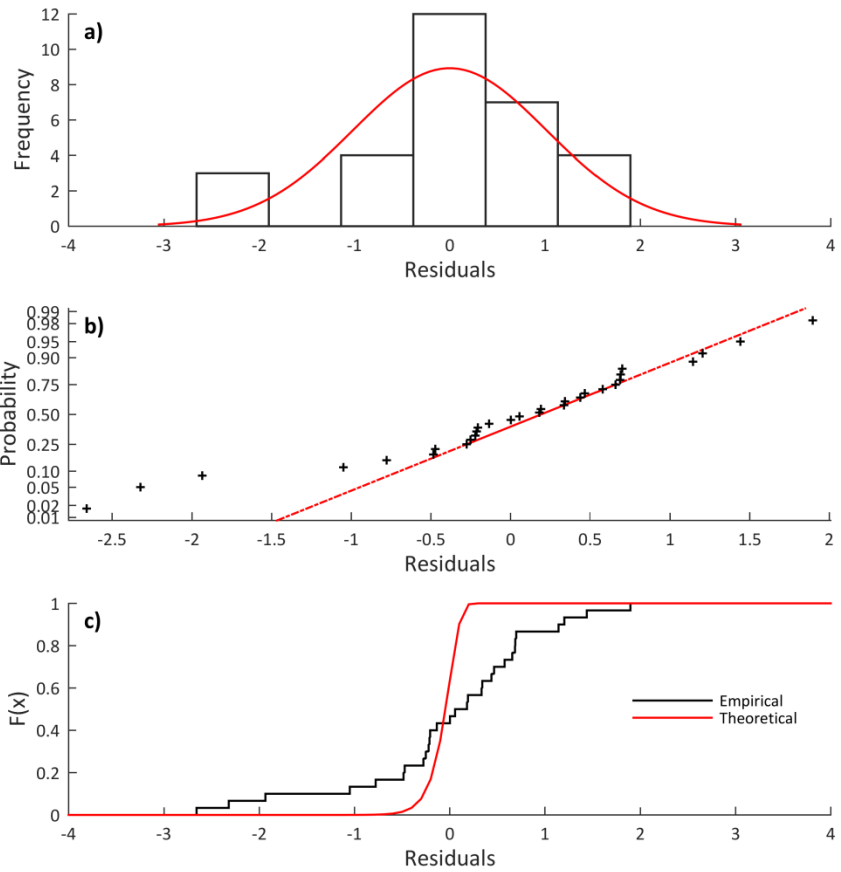 a)
Frequency
12
10
8
6
4
2
0
-4 -3 -2 -1 0 1 2 3 4
Residuals
b)
Probability
0.99
0.98
0.95
0.90
0.75
0.50
0.25
0.10
0.05
0.02
0.01
-2.5 -2 -1.5 -1 -0.5 0 0.5 1 1.5 2
Residuals
c)
F(x)
1
0.8
0.6
0.4
0.2
0
Empirical
Theoretical
-4 -3 -2 -1 0 1 2 3 4
Residuals